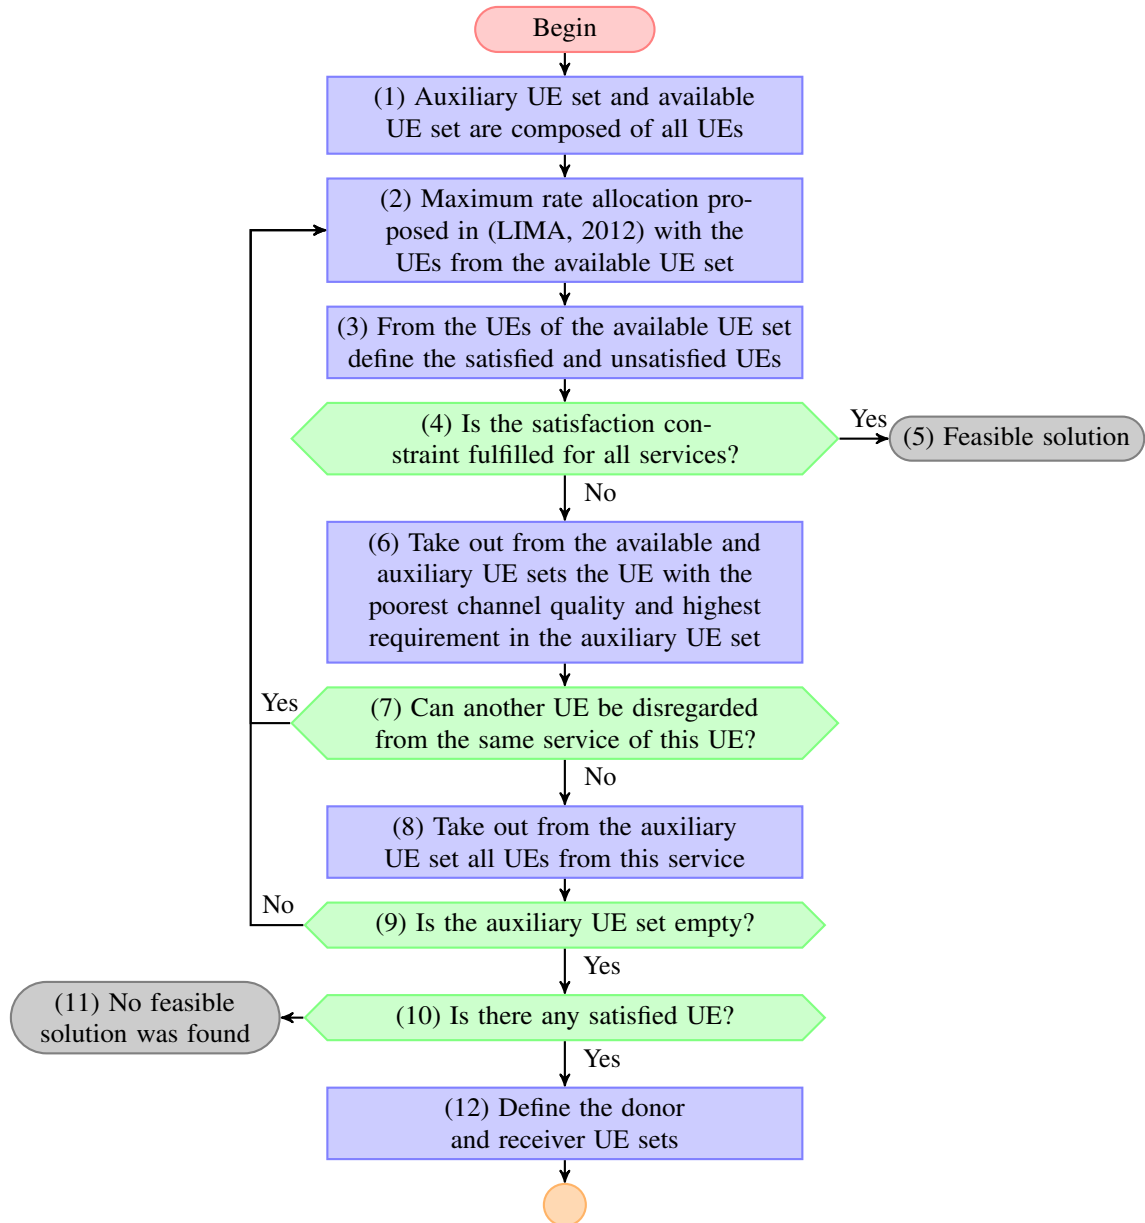 Begin
(1) Auxiliary UE set and available
UE set are composed of all UEs
(2) Maximum rate allocation pro-
posed in (LIMA, 2012) with the
UEs from the available UE set
(3) From the UEs of the available UE set
define the satisfied and unsatisfied UEs
(4) Is the satisfaction con-
straint fulfilled for all services?
Yes
(5) Feasible solution
No
(6) Take out from the available and
auxiliary UE sets the UE with the
poorest channel quality and highest
requirement in the auxiliary UE set
Yes
(7) Can another UE be disregarded
from the same service of this UE?
No
(8) Take out from the auxiliary
UE set all UEs from this service
No
(9) Is the auxiliary UE set empty?
Yes
(10) Is there any satisfied UE?
(11) No feasible
solution was found
Yes
(12) Define the donor
and receiver UE sets